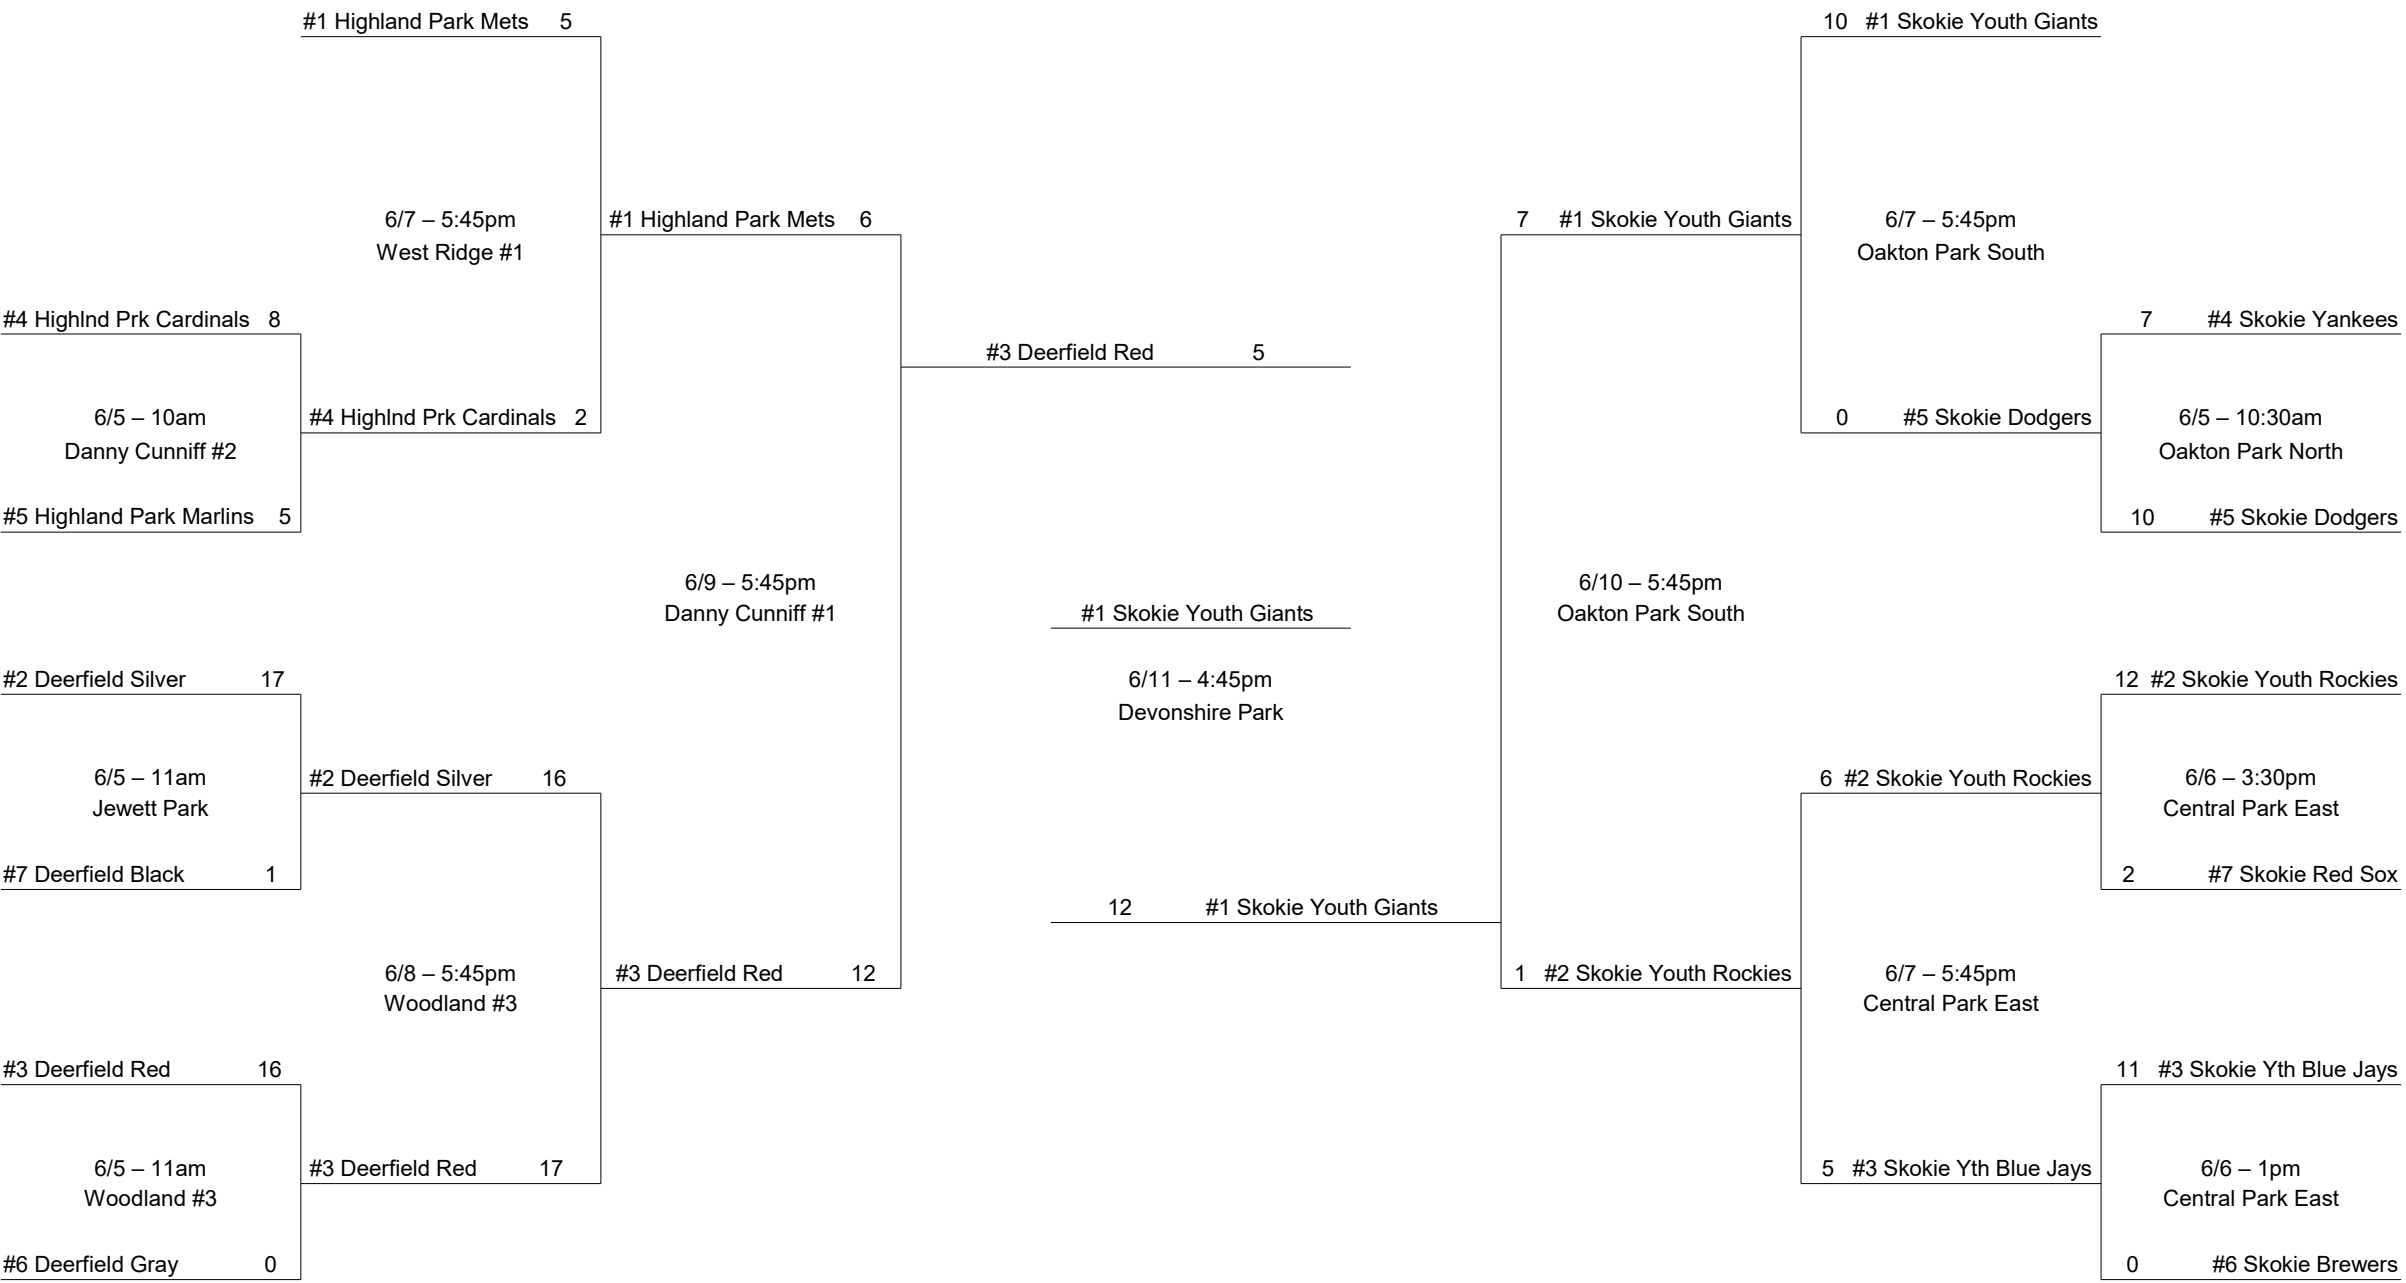 #1 Highland Park Mets 5
10 #1 Skokie Youth Giants
6/7 – 5:45pm
West Ridge #1
#1 Highland Park Mets 6
7 #1 Skokie Youth Giants
6/7 – 5:45pm
Oakton Park South
#4 Highlnd Prk Cardinals 8
7 #4 Skokie Yankees
#3 Deerfield Red 5
6/5 – 10am
Danny Cunniff #2
#4 Highlnd Prk Cardinals 2
0 #5 Skokie Dodgers
6/5 – 10:30am
Oakton Park North
#5 Highland Park Marlins 5
10 #5 Skokie Dodgers
6/9 – 5:45pm
Danny Cunniff #1
#1 Skokie Youth Giants
6/10 – 5:45pm
Oakton Park South
#2 Deerfield Silver 17
6/11 – 4:45pm
Devonshire Park
12 #2 Skokie Youth Rockies
6/5 – 11am
Jewett Park
#2 Deerfield Silver 16
6 #2 Skokie Youth Rockies
6/6 – 3:30pm
Central Park East
#7 Deerfield Black 1
2 #7 Skokie Red Sox
12 #1 Skokie Youth Giants
6/8 – 5:45pm
Woodland #3
#3 Deerfield Red 12
1 #2 Skokie Youth Rockies
6/7 – 5:45pm
Central Park East
#3 Deerfield Red 16
11 #3 Skokie Yth Blue Jays
6/5 – 11am
Woodland #3
#3 Deerfield Red 17
5 #3 Skokie Yth Blue Jays
6/6 – 1pm
Central Park East
#6 Deerfield Gray 0
0 #6 Skokie Brewers